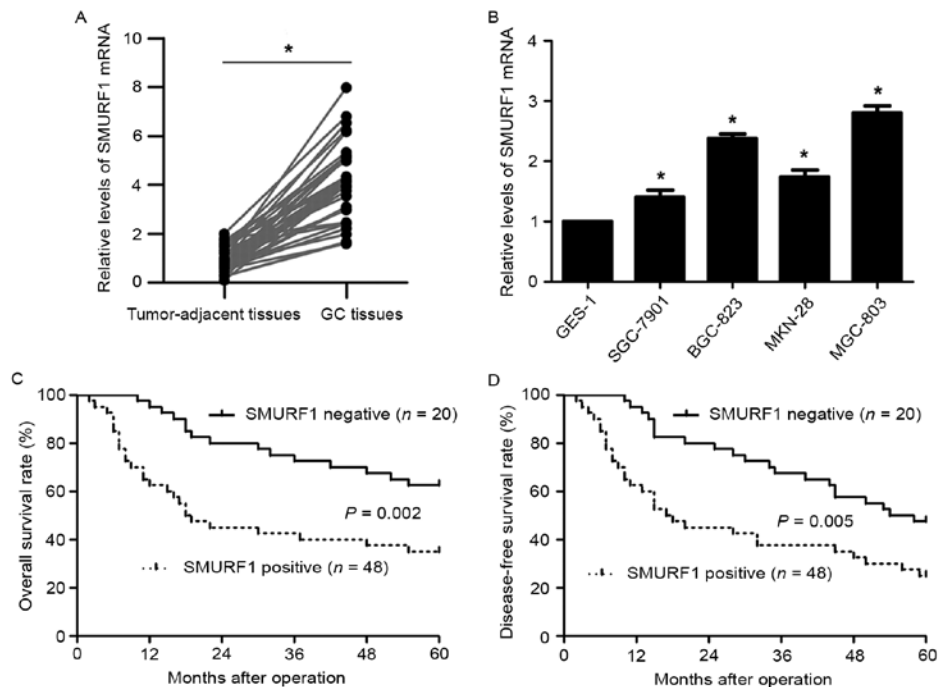 A
Relative levels of SMURF1 mRNA
10
8
6
4
2
0
*
Tumor-adjacent tissues
GC tissues
B
Relative levels of SMURF1 mRNA
4
3
2
1
0
*
*
*
*
GES-1
SGC-7901
BGC-823
MKN-28
MGC-803
C
Overall survival rate (%)
100
80
60
40
20
0
SMURF1 negative (n = 20)
P = 0.002
SMURF1 positive (n = 48)
0
12
24
36
48
60
Months after operation
D
Disease-free survival rate (%)
100
80
60
40
20
0
SMURF1 negative (n = 20)
P = 0.005
SMURF1 positive (n = 48)
0
12
24
36
48
60
Months after operation